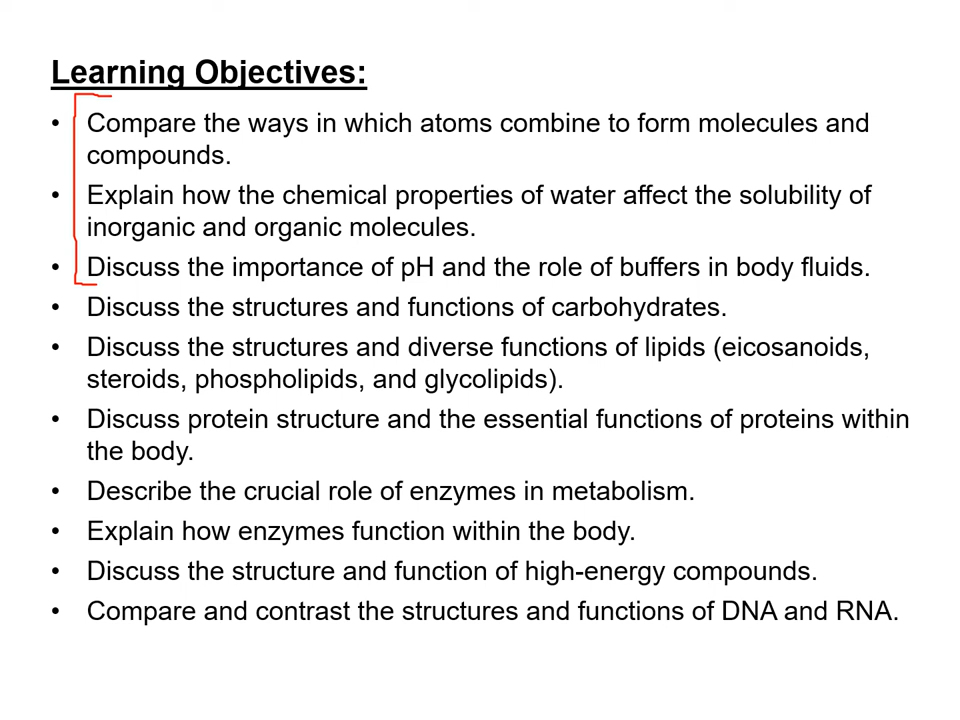 Learning Objectives:
• Compare the ways in which atoms combine to form molecules and
compounds.
• Explain how the chemical properties of water affect the solubility of
inorganic and organic molecules.
• Discuss the importance of pH and the role of buffers in body fluids.
• Discuss the structures and functions of carbohydrates.
• Discuss the structures and diverse functions of lipids (eicosanoids,
steroids, phospholipids, and glycolipids).
• Discuss protein structure and the essential functions of proteins within
the body.
• Describe the crucial role of enzymes in metabolism.
• Explain how enzymes function within the body.
• Discuss the structure and function of high-energy compounds.
• Compare and contrast the structures and functions of DNA and RNA.